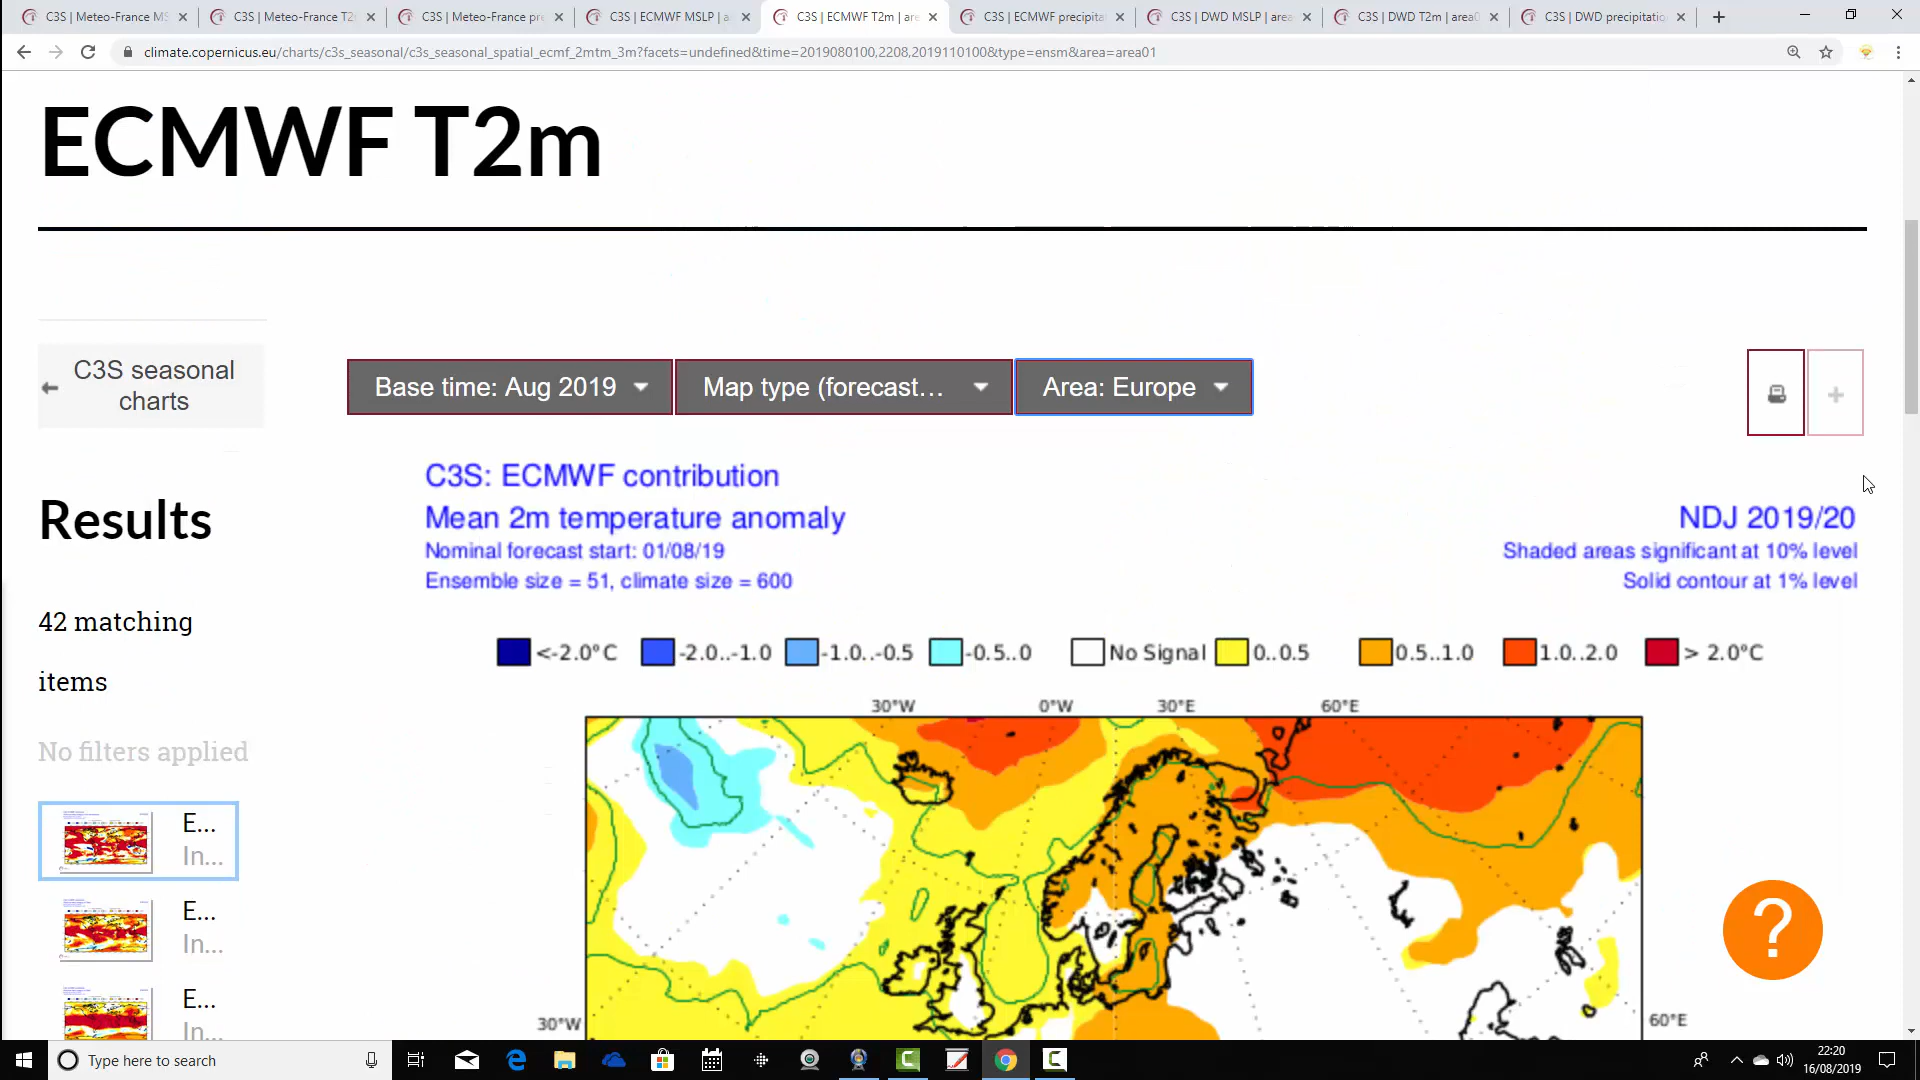 C3S | Meteo-France MS
C3S | Meteo-France T2
C3S | Meteo-France pre
C3S | ECMWF MSLP | a
C3S | ECMWF T2m | are
C3S | ECMWF precipita
C3S | DWD MSLP | area
C3S | DWD T2m | area0
C3S | DWD precipitatio
climate.copernicus.eu/charts/c3s_seasonal/c3s_seasonal_spatial_ecmf_2mtm_3m?facets=undefined&time=2019080100,2208,2019110100&type=ensm&area=area01
ECMWF T2m
C3S seasonal
charts
Base time: Aug 2019
Map type (forecast...
Area: Europe
C3S: ECMWF contribution
Mean 2m temperature anomaly
Nominal forecast start: 01/08/19
Ensemble size = 51, climate size = 600
NDJ 2019/20
Shaded areas significant at 10% level
Solid contour at 1% level
Results
42 matching
items
No filters applied
E...
In...
E...
In...
E...
In...
<-2.0°C
-2.0..-1.0
-1.0..-0.5
-0.5..0
No Signal
0..0.5
0.5..1.0
1.0..2.0
> 2.0°C
30°W
0°W
30°E
60°E
30°W
60°E
?
Type here to search
22:20
16/08/2019